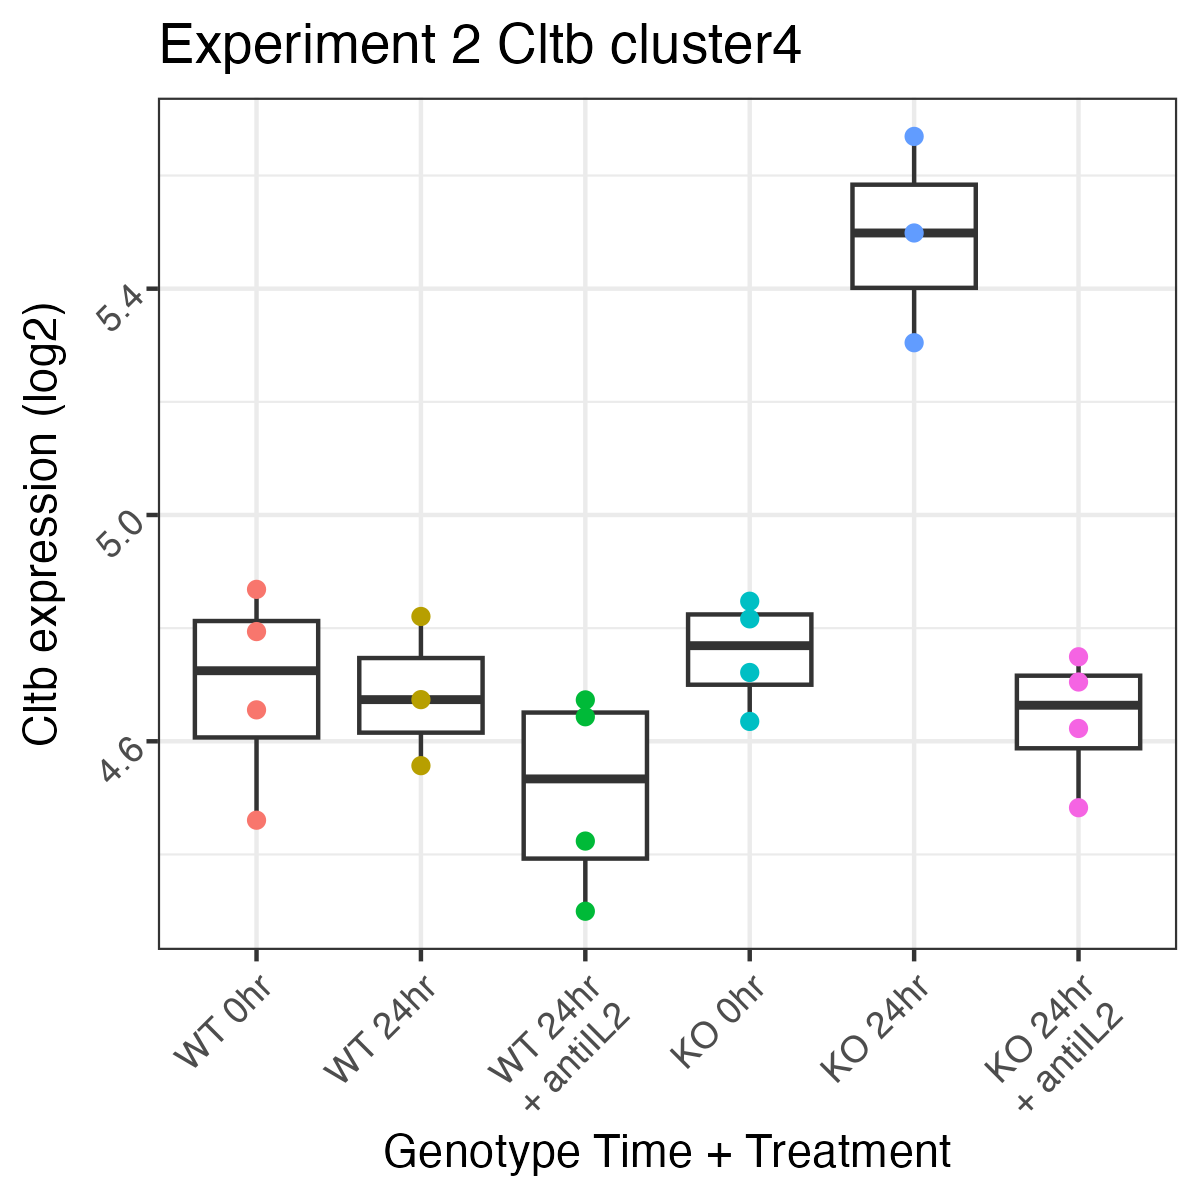 Experiment 2 Cltb cluster4
Cltb expression (log2)
5.4
5.0
4.6
WT 0hr
WT 24hr
WT 24hr
+ antiIL2
KO 0hr
KO 24hr
KO 24hr
+ antiIL2
Genotype Time + Treatment